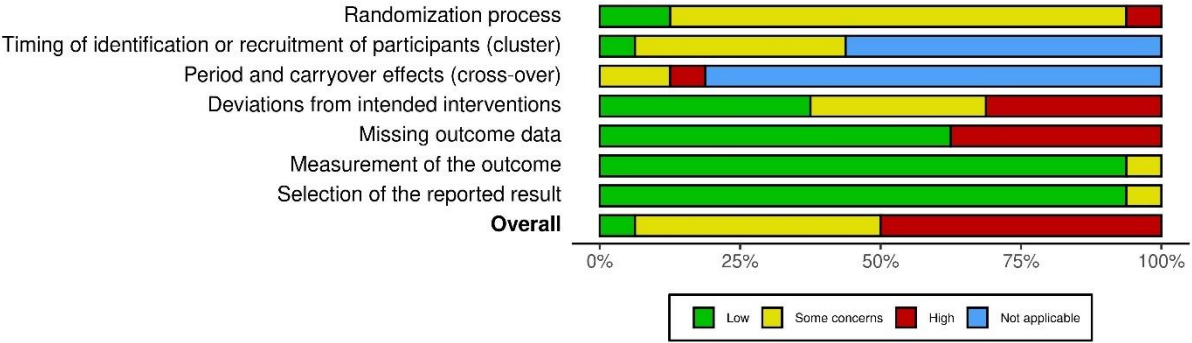 Randomization process
Timing of identification or recruitment of participants (cluster)
Period and carryover effects (cross-over)
Deviations from intended interventions
Missing outcome data
Measurement of the outcome
Selection of the reported result
Overall
0% 25% 50% 75% 100%
Low Some concerns High Not applicable